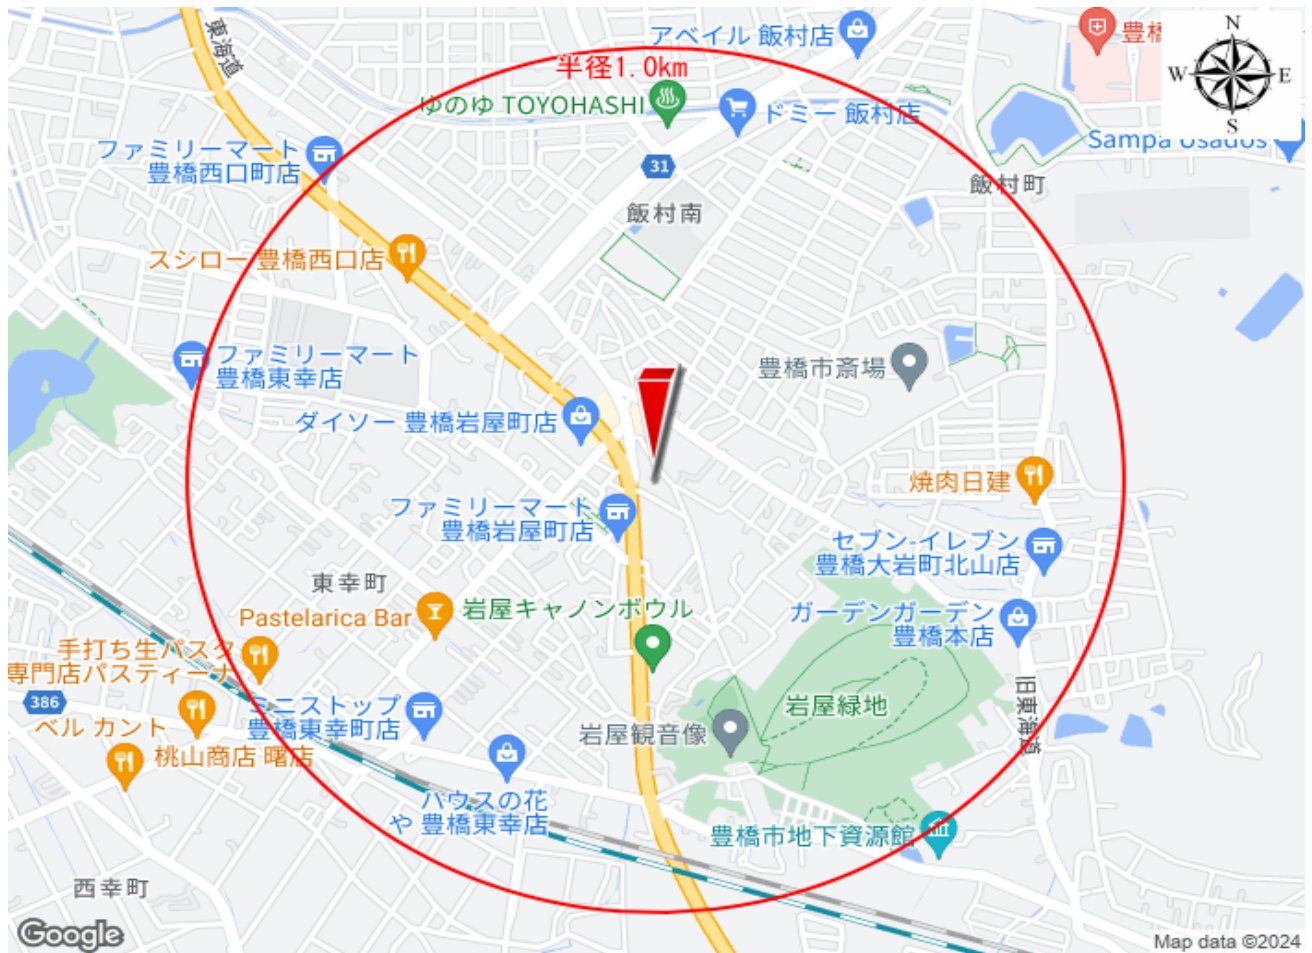 東海道
アベイル 飯村店
豊橋
N
W
E
S
半径1.0km
ゆのゆ TOYOHASHI
ドミー 飯村店
Sampa Usados
ファミリーマート
豊橋西口町店
31
飯村町
飯村南
スシロー 豊橋西口店
ファミリーマート
豊橋東幸店
豊橋市斎場
ダイソー 豊橋岩屋町店
焼肉日建
ファミリーマート
豊橋岩屋町店
セブン-イレブン
豊橋大岩町北山店
東幸町
Pastelarica Bar
岩屋キャノンボウル
ガーデンガーデン
豊橋本店
手打ち生パスタ
専門店パスティーナ
386
ベル カント
ミニストップ
豊橋東幸町店
岩屋緑地
旧東海道
岩屋観音像
桃山商店 曙店
ハウスの花
や 豊橋東幸店
豊橋市地下資源館
西幸町
Google
Map data ©2024